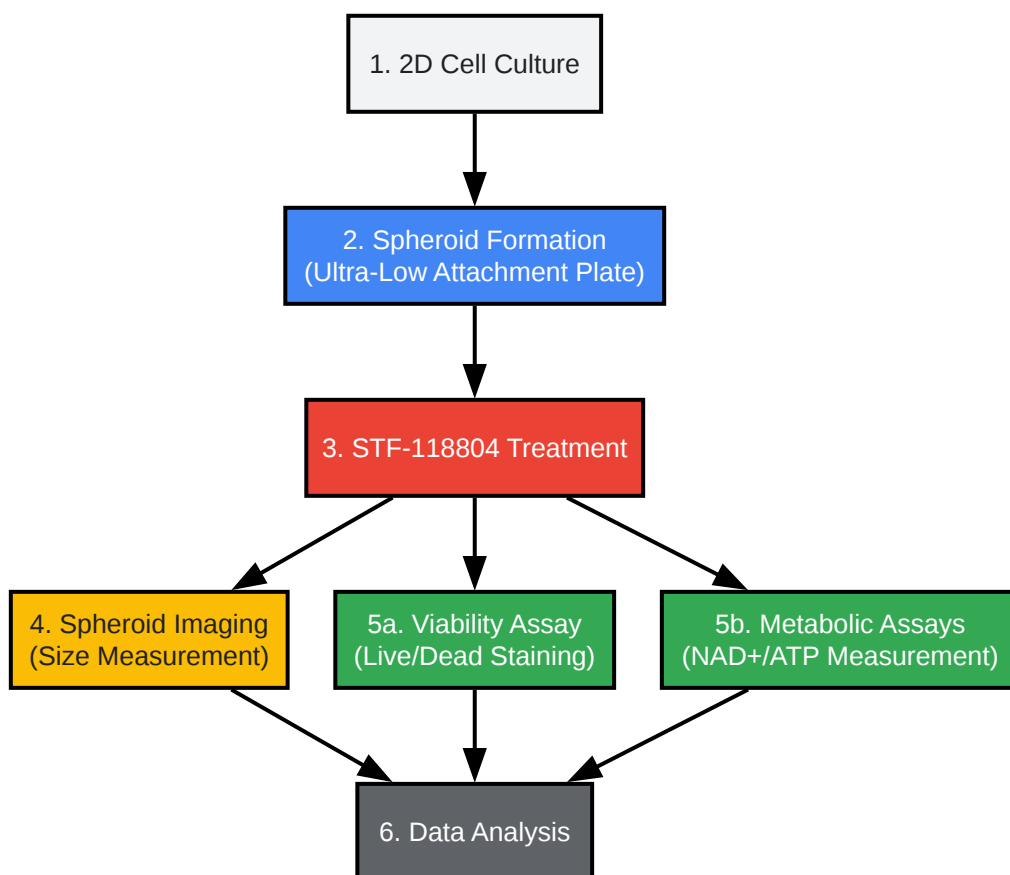 1. 2D Cell Culture
2. Spheroid Formation
(Ultra-Low Attachment Plate)
3. STF-118804 Treatment
4. Spheroid Imaging
(Size Measurement)
5a. Viability Assay
(Live/Dead Staining)
5b. Metabolic Assays
(NAD+/ATP Measurement)
6. Data Analysis